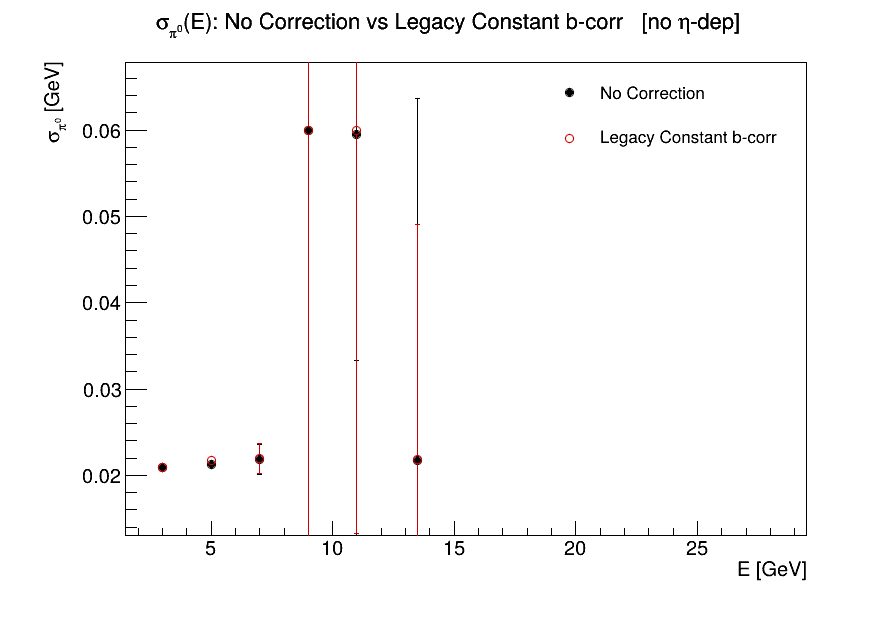 σπ⁰(E): No Correction vs Legacy Constant b-corr [no η-dep]
σπ⁰ [GeV]
No Correction
Legacy Constant b-corr
0.06
0.05
0.04
0.03
0.02
5 10 15 20 25
E [GeV]